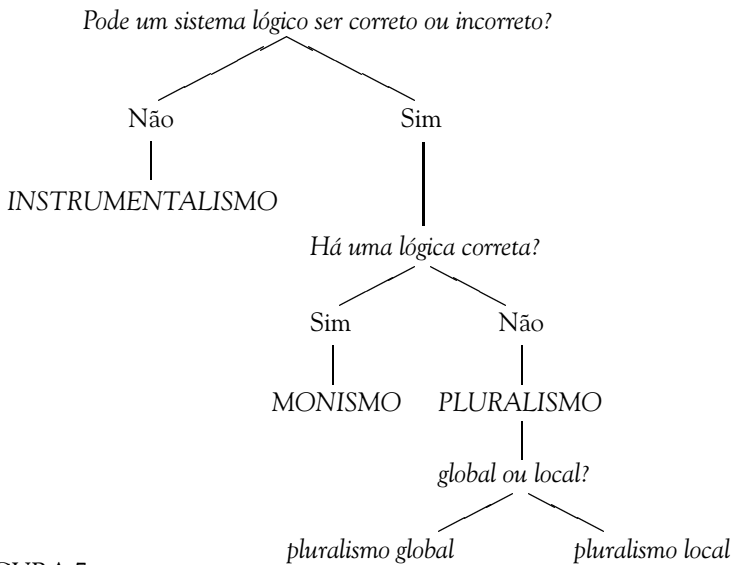 Pode um sistema lógico ser correto ou incorreto?
Não Sim
INSTRUMENTALISMO
Há uma lógica correta?
Sim Não
MONISMO PLURALISMO
global ou local?
pluralismo global pluralismo local